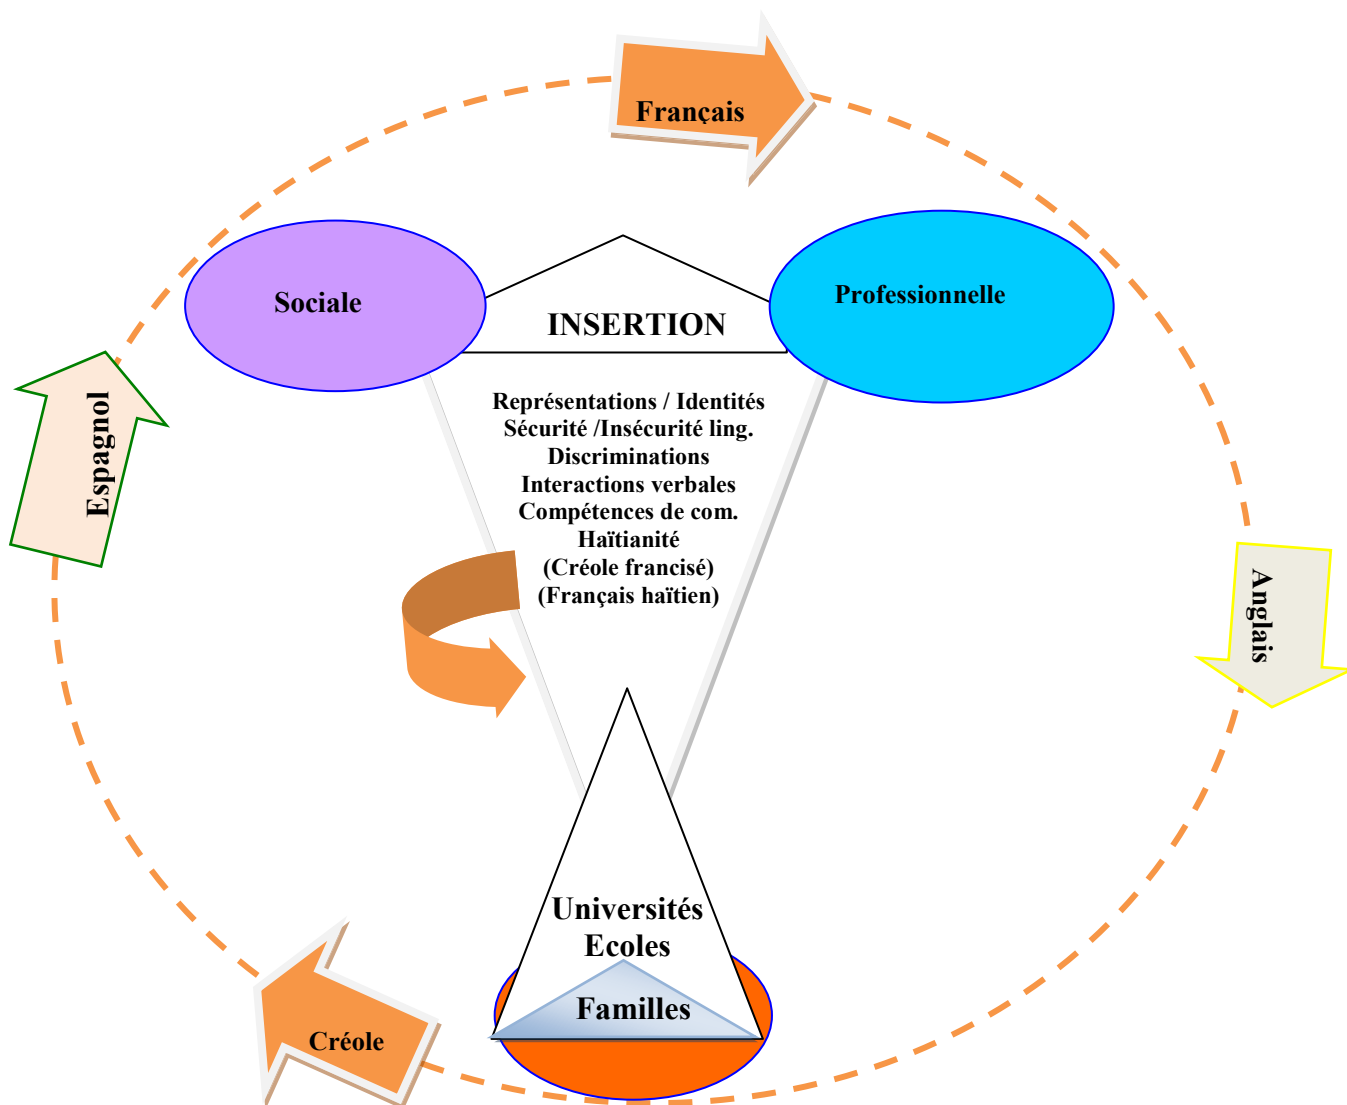 Français
Sociale
Professionnelle
INSERTION
Représentations / Identités
Sécurité /Insécurité ling.
Discriminations
Interactions verbales
Compétences de com.
Haïtianité
(Créole francisé)
(Français haïtien)
Espagnol
Anglais
Universités
Ecoles
Familles
Créole